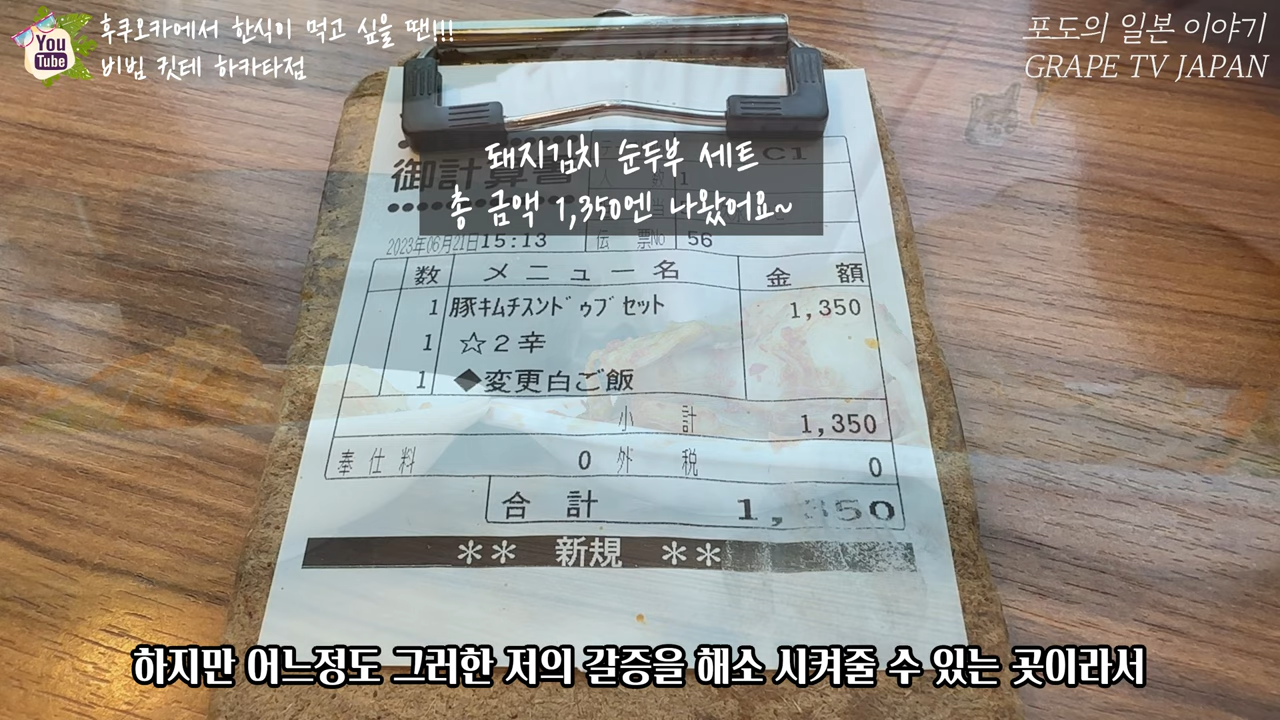 You
Tube
후쿠오카에서 한식이 먹고 싶을 땐!!!
비빔 킷테 하카타점
포도의 일본 이야기
GRAPE TV JAPAN
돼지김치 순두부 세트
총 금액 1,350엔 나왔어요~
御計算書
C1
人 数 1
2023年06月21日15:13 伝 票No 56
数 メニュー名 金 額
1 豚ｷﾑﾁｽﾝﾄﾞｩﾌﾞｾｯﾄ 1,350
1 ☆2辛
1 ◆変更白ご飯
小 計 1,350
奉仕料 0 外 税 0
合 計 1,350
** 新規 **
하지만 어느정도 그러한 저의 갈증을 해소 시켜줄 수 있는 곳이라서